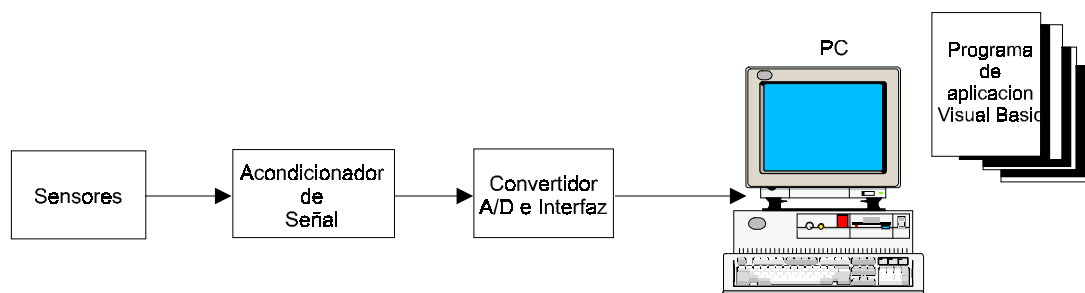 Sensores
Acondicionador
de
Señal
Convertidor
A/D e Interfaz
PC
Programa
de
aplicacion
Visual Basic